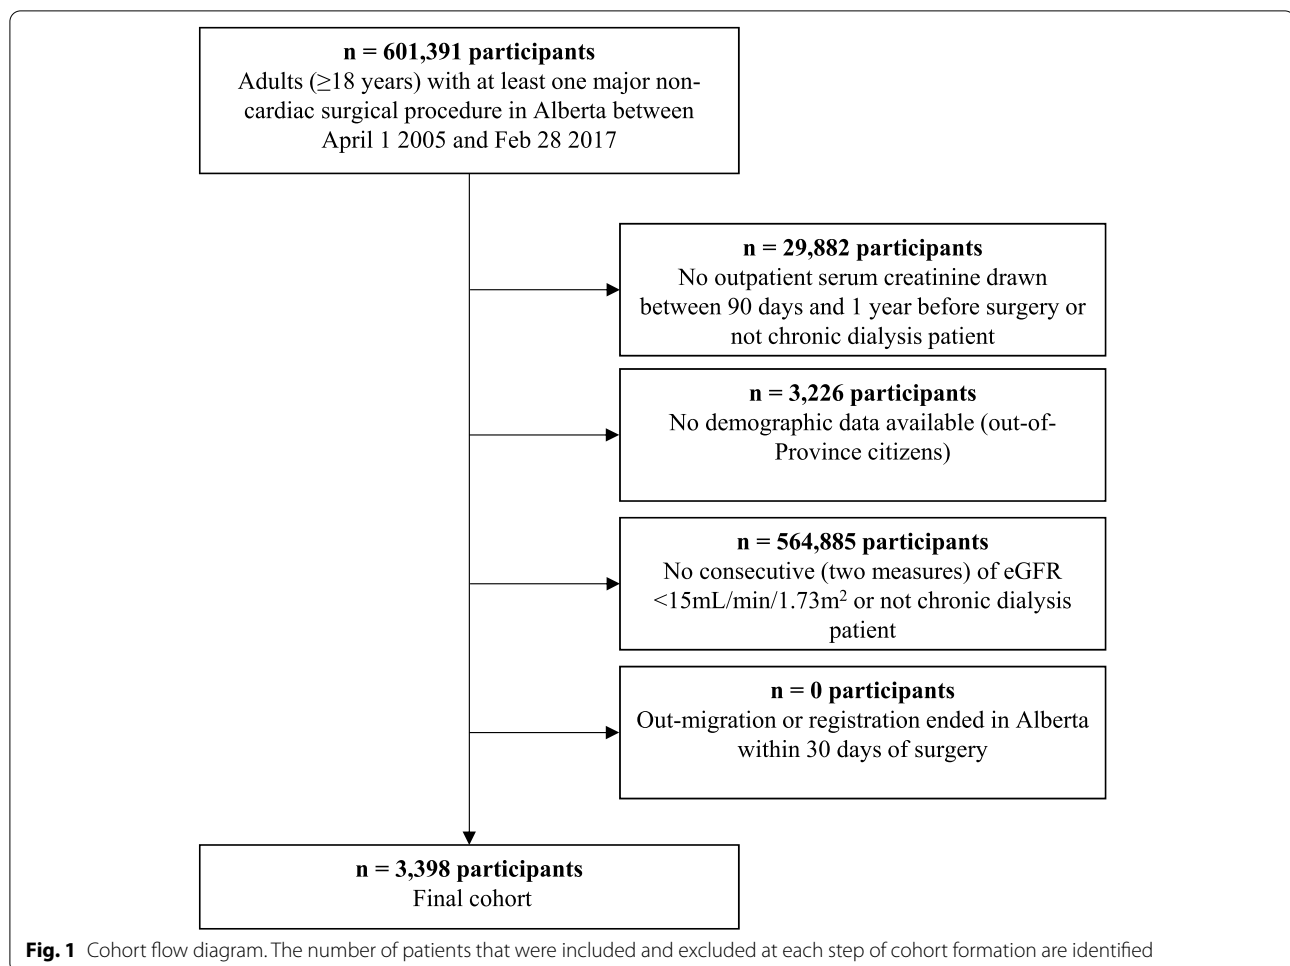 n = 601,391 participants
Adults (≥18 years) with at least one major non-
cardiac surgical procedure in Alberta between
April 1 2005 and Feb 28 2017
n = 29,882 participants
No outpatient serum creatinine drawn
between 90 days and 1 year before surgery or
not chronic dialysis patient
n = 3,226 participants
No demographic data available (out-of-
Province citizens)
n = 564,885 participants
No consecutive (two measures) of eGFR
<15mL/min/1.73m² or not chronic dialysis
patient
n = 0 participants
Out-migration or registration ended in Alberta
within 30 days of surgery
n = 3,398 participants
Final cohort
Fig. 1 Cohort flow diagram. The number of patients that were included and excluded at each step of cohort formation are identified